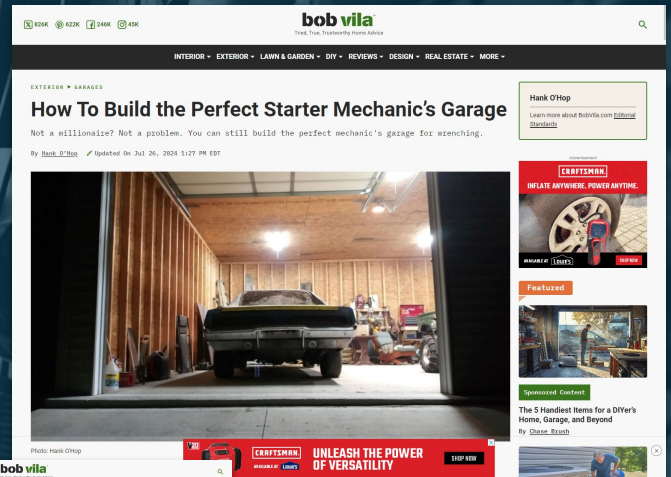 826K 622K 246K 45K
bob vila
Tried, True, Trustworthy Home Advice
INTERIOR EXTERIOR LAWN & GARDEN DIY REVIEWS DESIGN REAL ESTATE MORE
EXTERIOR GARAGES
How To Build the Perfect Starter Mechanic's Garage
Not a millionaire? Not a problem. You can still build the perfect mechanic's garage for wrenching.
By Hank O'Hop Updated On Jul 26, 2024 1:27 PM EDT
Photo: Hank O'Hop
Hank O'Hop
Learn more about BobVila.com Editorial
Standards
Advertisement
CRAFTSMAN.
INFLATE ANYWHERE. POWER ANYTIME.
AVAILABLE AT LOWE'S SHOP NOW
Featured
Sponsored Content
The 5 Handiest Items for a DIYer's
Home, Garage, and Beyond
By Chase Brush
V20
CRAFTSMAN.
AVAILABLE AT LOWE'S
UNLEASH THE POWER
OF VERSATILITY
SHOP NOW
bob vila